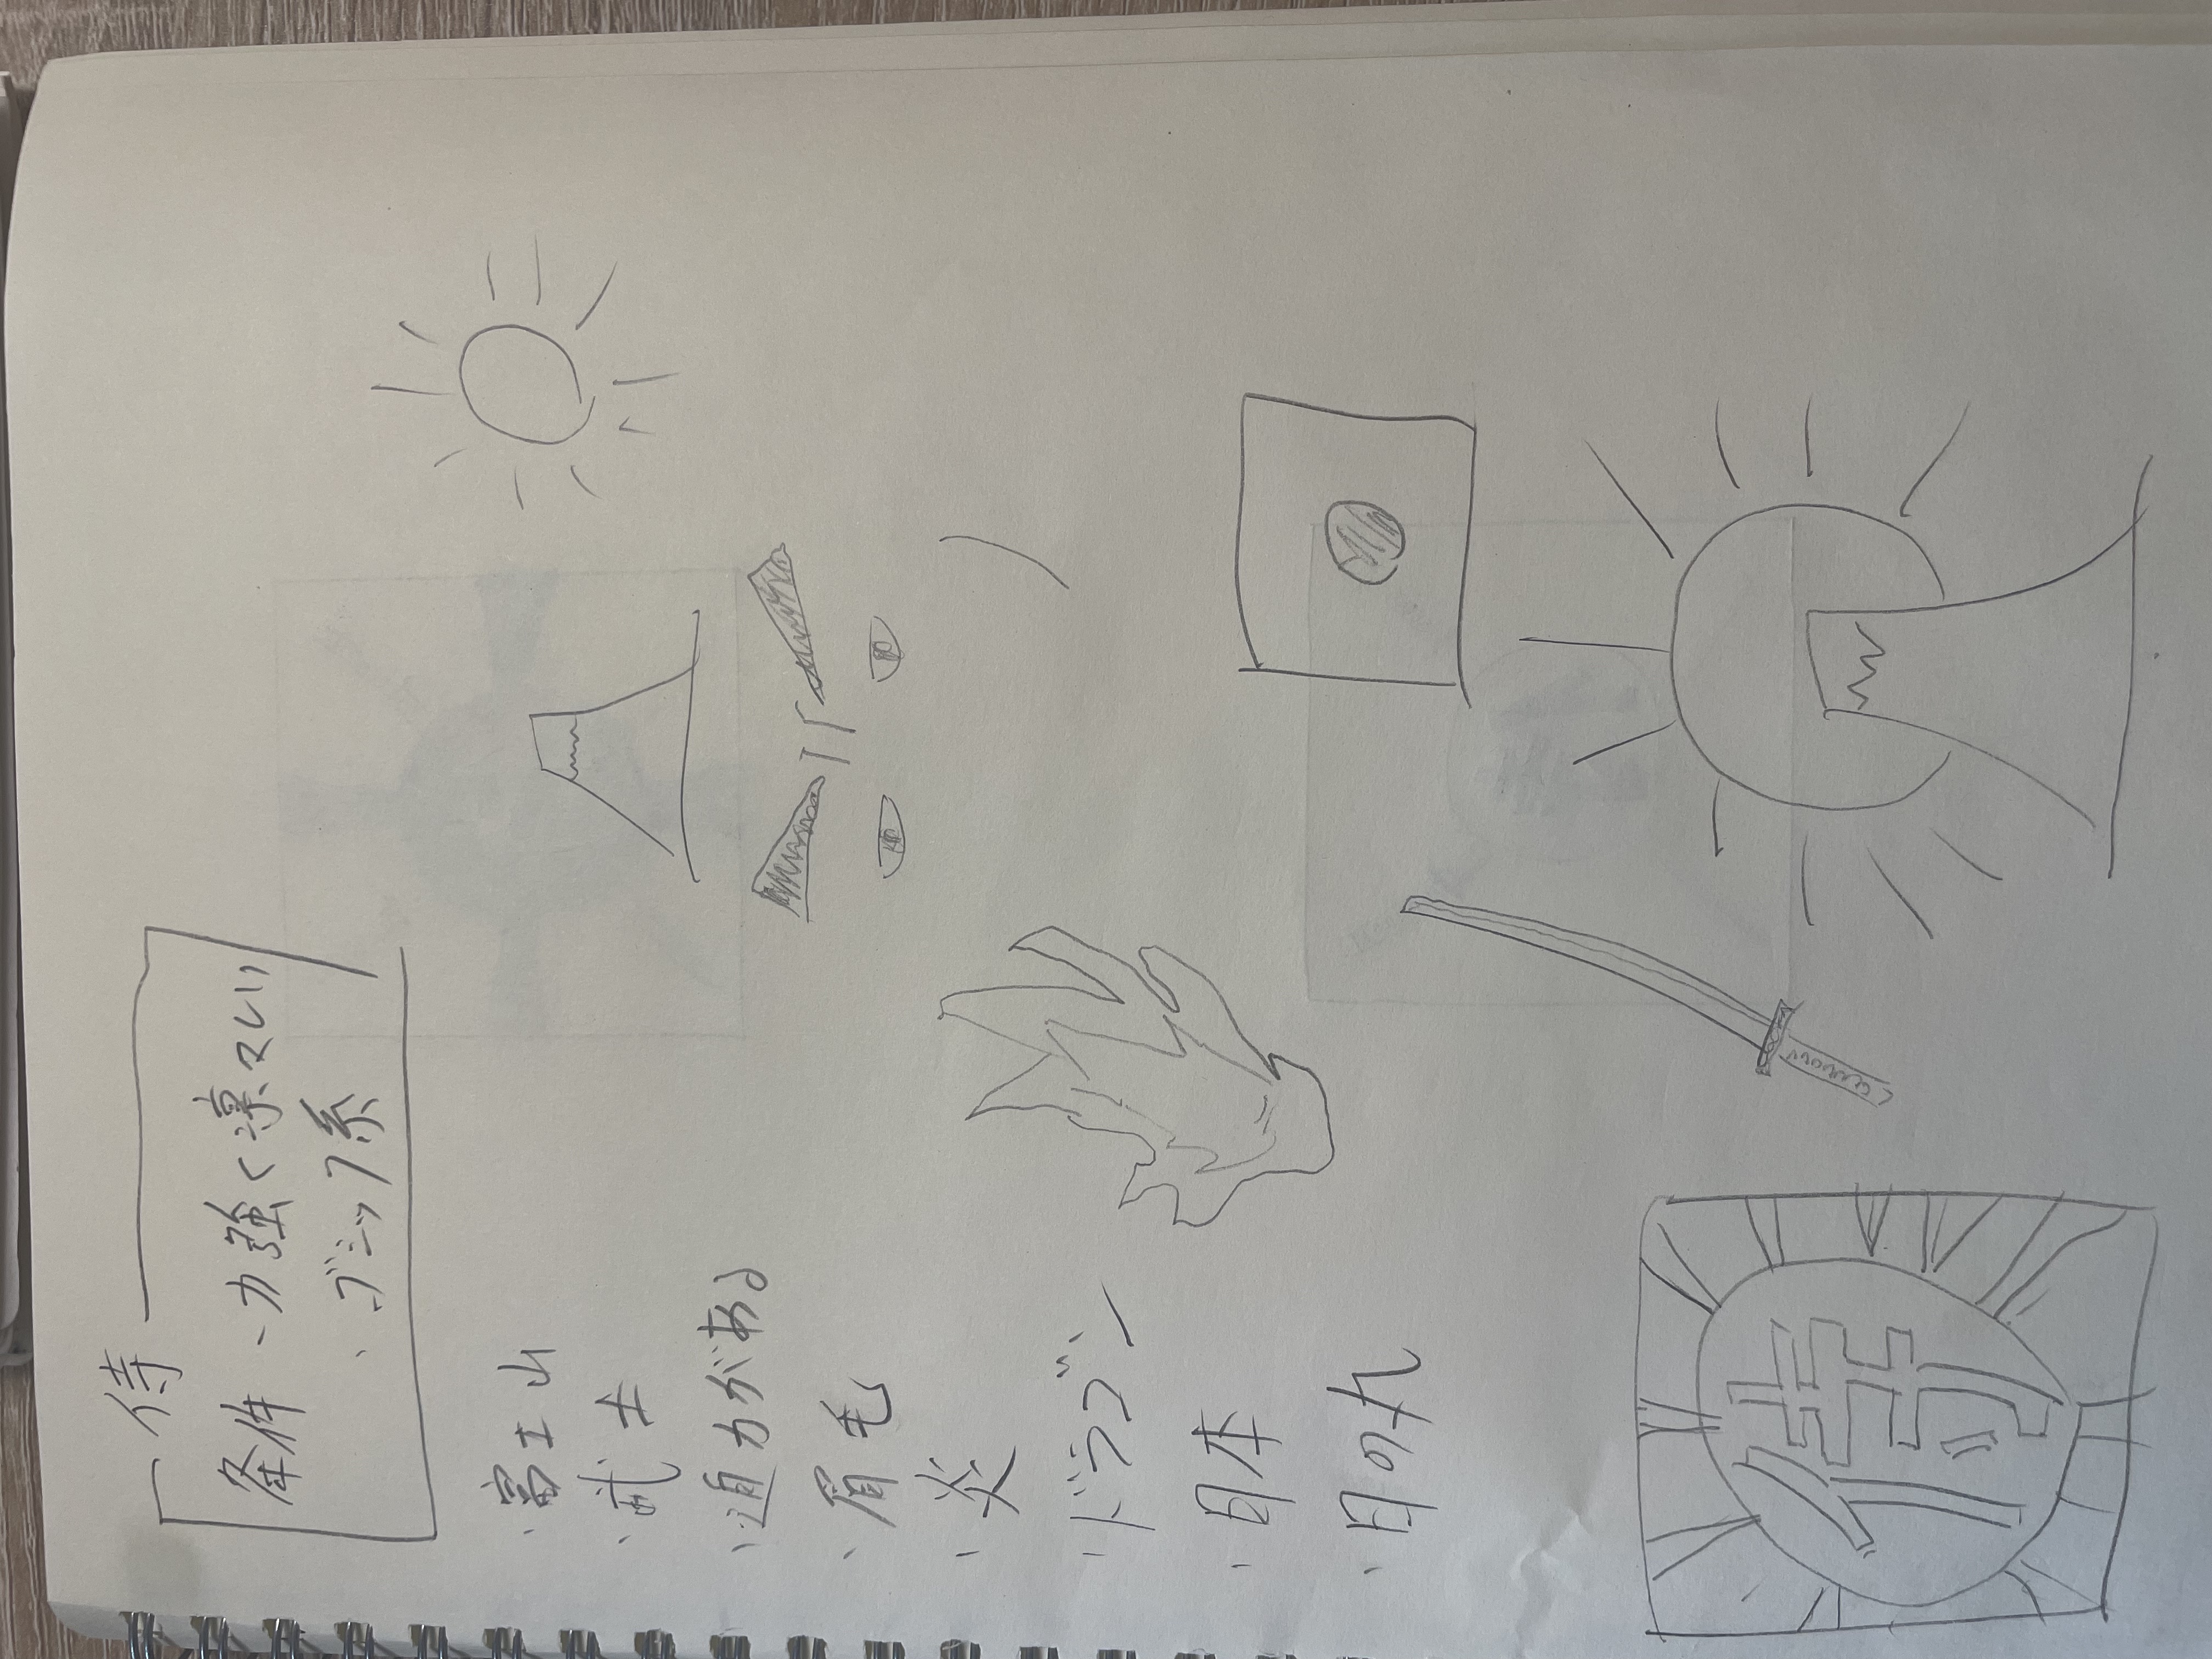 侍
条件 ・力強く凛々しい
・ゴシック系
・富士山
・武士
・迫力がある
・眉毛
・炎
・ドラゴン
・日本
・日の丸
侍